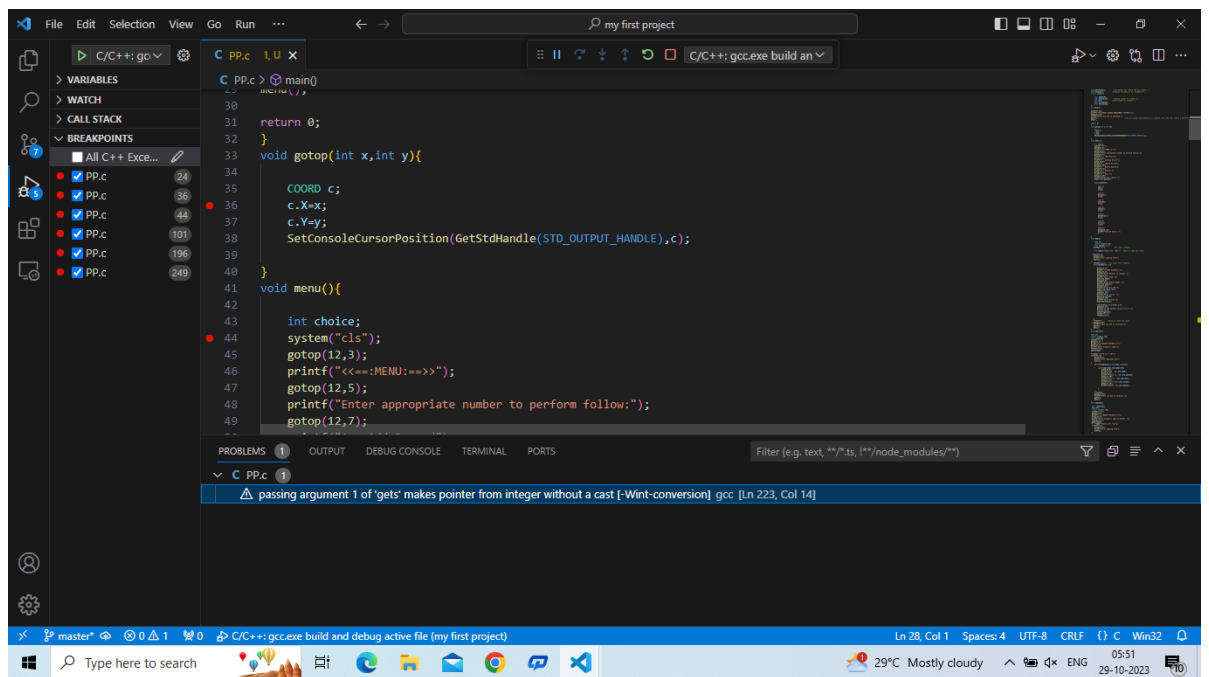 File Edit Selection View Go Run ··· my first project
C/C++: go
C PP.c 1, U
C/C++: gcc.exe build an
VARIABLES
WATCH
CALL STACK
BREAKPOINTS
All C++ Exce...
PP.c 24
PP.c 36
PP.c 44
PP.c 101
PP.c 196
PP.c 249
7
5
C PP.c > main()
29 menu();
30
31 return 0;
32 }
33 void gotop(int x,int y){
34
35 COORD c;
36 c.X=x;
37 c.Y=y;
38 SetConsoleCursorPosition(GetStdHandle(STD_OUTPUT_HANDLE),c);
39
40 }
41 void menu(){
42
43 int choice;
44 system("cls");
45 gotop(12,3);
46 printf("<<==:MENU:==>>");
47 gotop(12,5);
48 printf("Enter appropriate number to perform follow:");
49 gotop(12,7);
PROBLEMS 1 OUTPUT DEBUG CONSOLE TERMINAL PORTS Filter (e.g. text, **/*.ts, !**/node_modules/**)
C PP.c 1
passing argument 1 of 'gets' makes pointer from integer without a cast [-Wint-conversion] gcc [Ln 223, Col 14]
master* 0 1 0 C/C++: gcc.exe build and debug active file (my first project) Ln 28, Col 1 Spaces: 4 UTF-8 CRLF {} C Win32
Type here to search 29°C Mostly cloudy ENG 05:51
29-10-2023 10